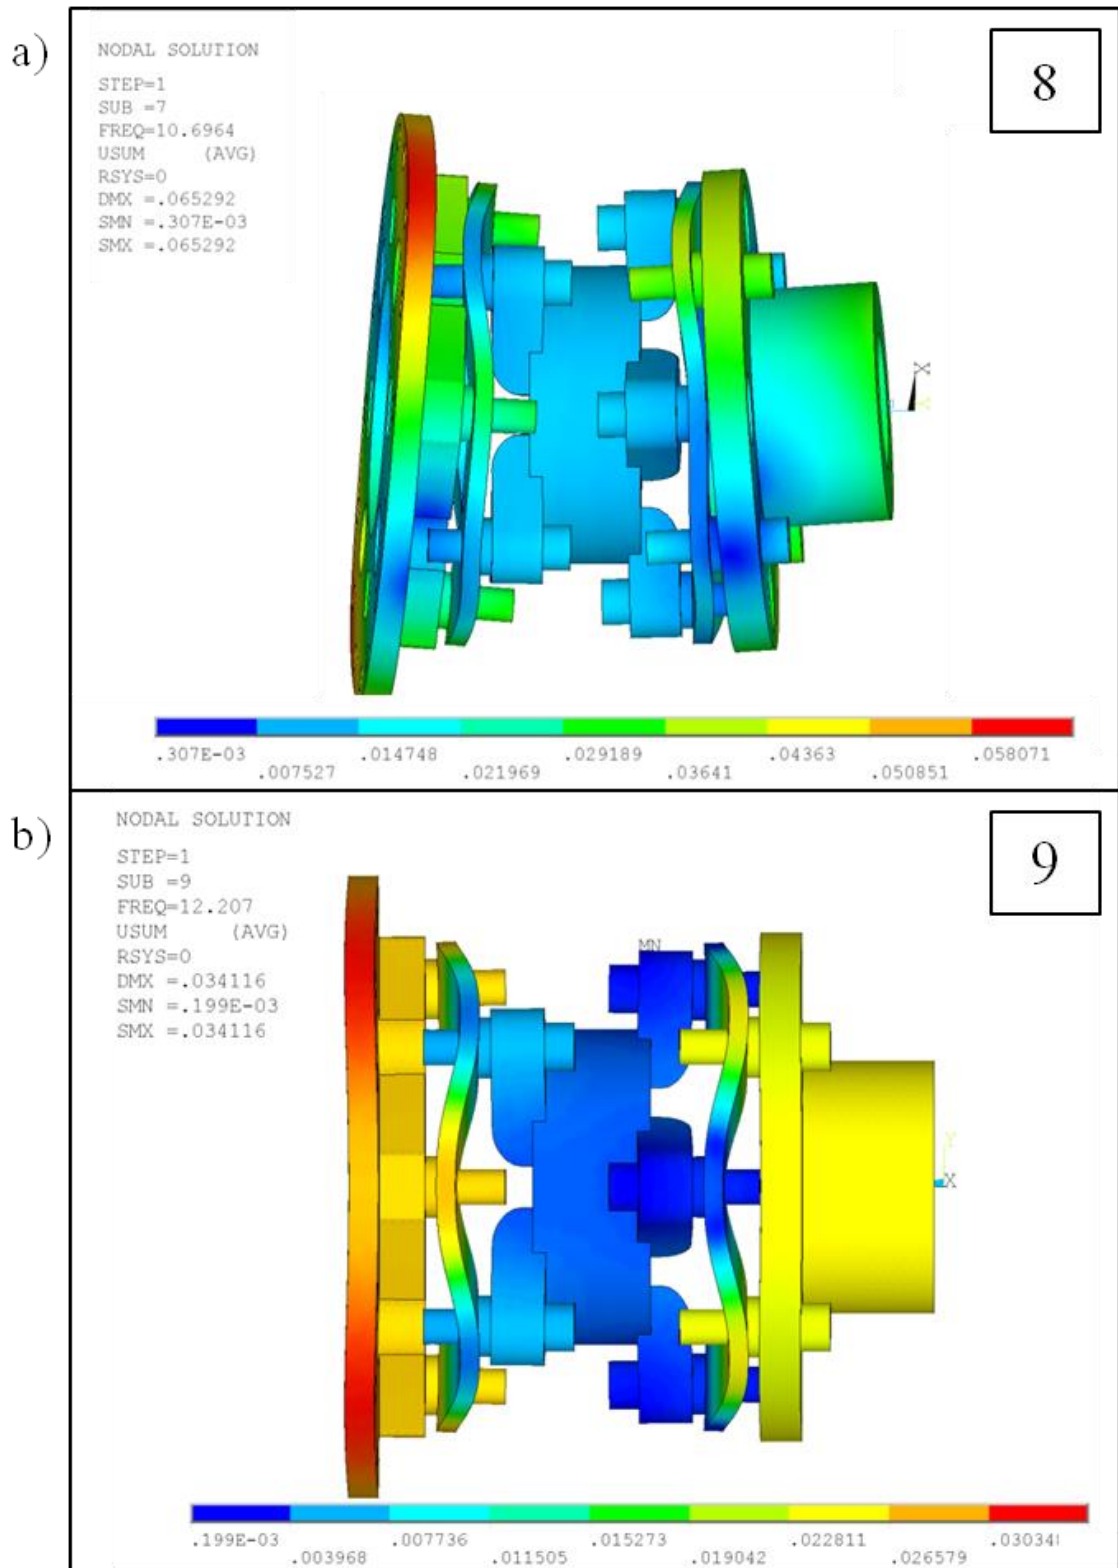 a)
8
NODAL SOLUTION
STEP=1
SUB =7
FREQ=10.6964
USUM (AVG)
RSYS=0
DMX =.065292
SMN =.307E-03
SMX =.065292
X
.307E-03 .014748 .029189 .04363 .058071
.007527 .021969 .03641 .050851
b)
9
NODAL SOLUTION
STEP=1
SUB =9
FREQ=12.207
USUM (AVG)
RSYS=0
DMX =.034116
SMN =.199E-03
SMX =.034116
MN
Y
X
.199E-03 .007736 .015273 .022811 .030341
.003968 .011505 .019042 .026579